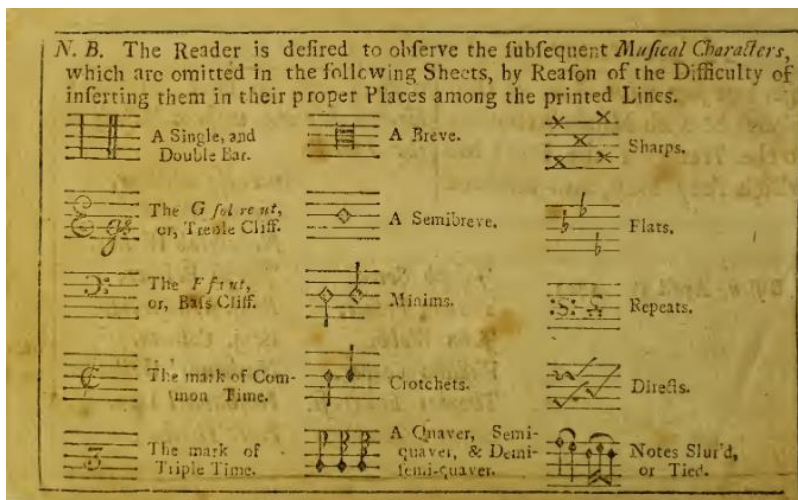 N. B. The Reader is deſired to obſerve the ſubſequent Muſical Characters,
which are omitted in the follcwing Sheets, by Reaſon of the Difficulty of
inſerting them in their proper Places among the printed Lines.
A Single, and
Double Bar.
The G ſol re ut,
or, Treble Cliff.
The F fa ut,
or, Baſs Cliff.
The mark of Com-
mon Time.
3
The mark of
Triple Time.
A Breve.
A Semibreve.
Minims.
Crotchets.
A Quaver, Semi-
quaver, & Demi-
ſemi-quaver.
Sharps.
Flats.
Repeats.
Directs.
Notes Slur'd,
or Tied.